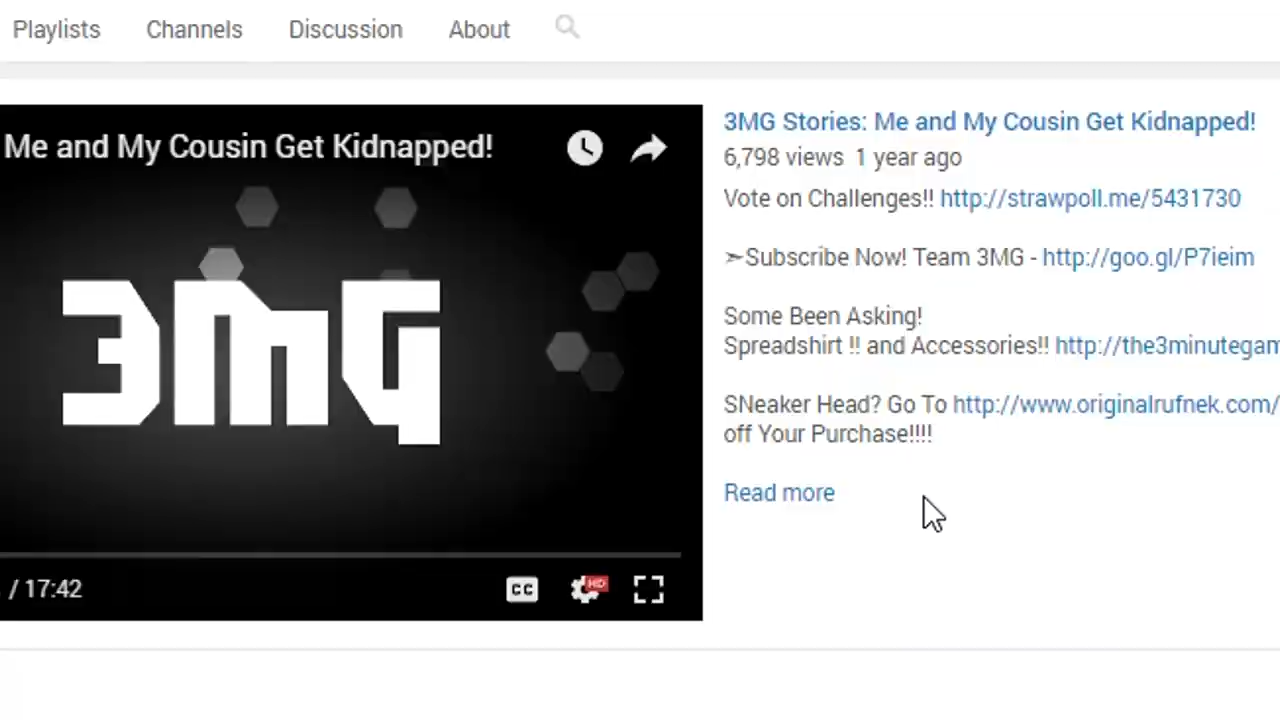 Playlists Channels Discussion About
Me and My Cousin Get Kidnapped!
3MG
/ 17:42
CC
HD
3MG Stories: Me and My Cousin Get Kidnapped!
6,798 views 1 year ago
Vote on Challenges!! http://strawpoll.me/5431730
➣Subscribe Now! Team 3MG - http://goo.gl/P7ieim
Some Been Asking!
Spreadshirt !! and Accessories!! http://the3minutegam
SNeaker Head? Go To http://www.originalrufnek.com/
off Your Purchase!!!!
Read more